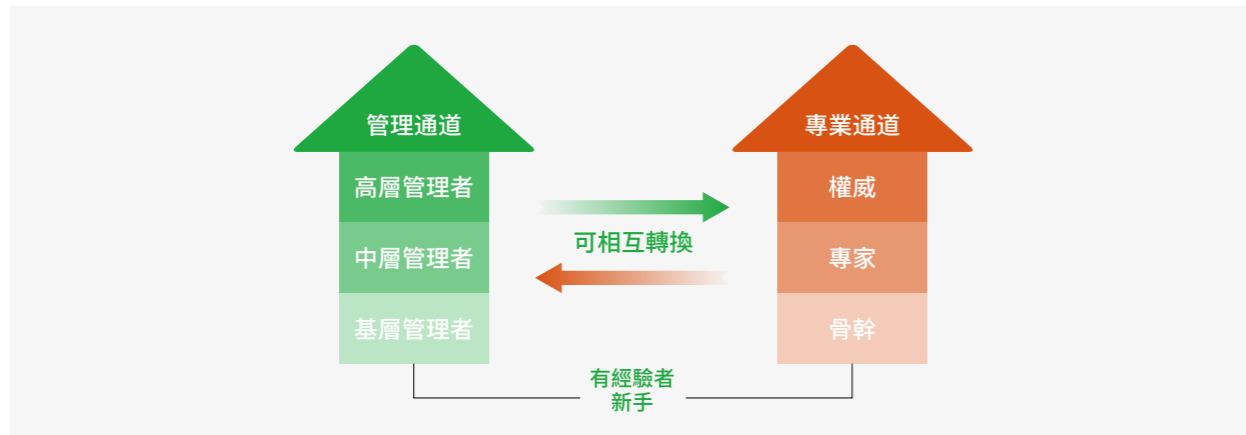 管理通道
高層管理者
中層管理者
基層管理者
可相互轉換
專業通道
權威
專家
骨幹
有經驗者
新手